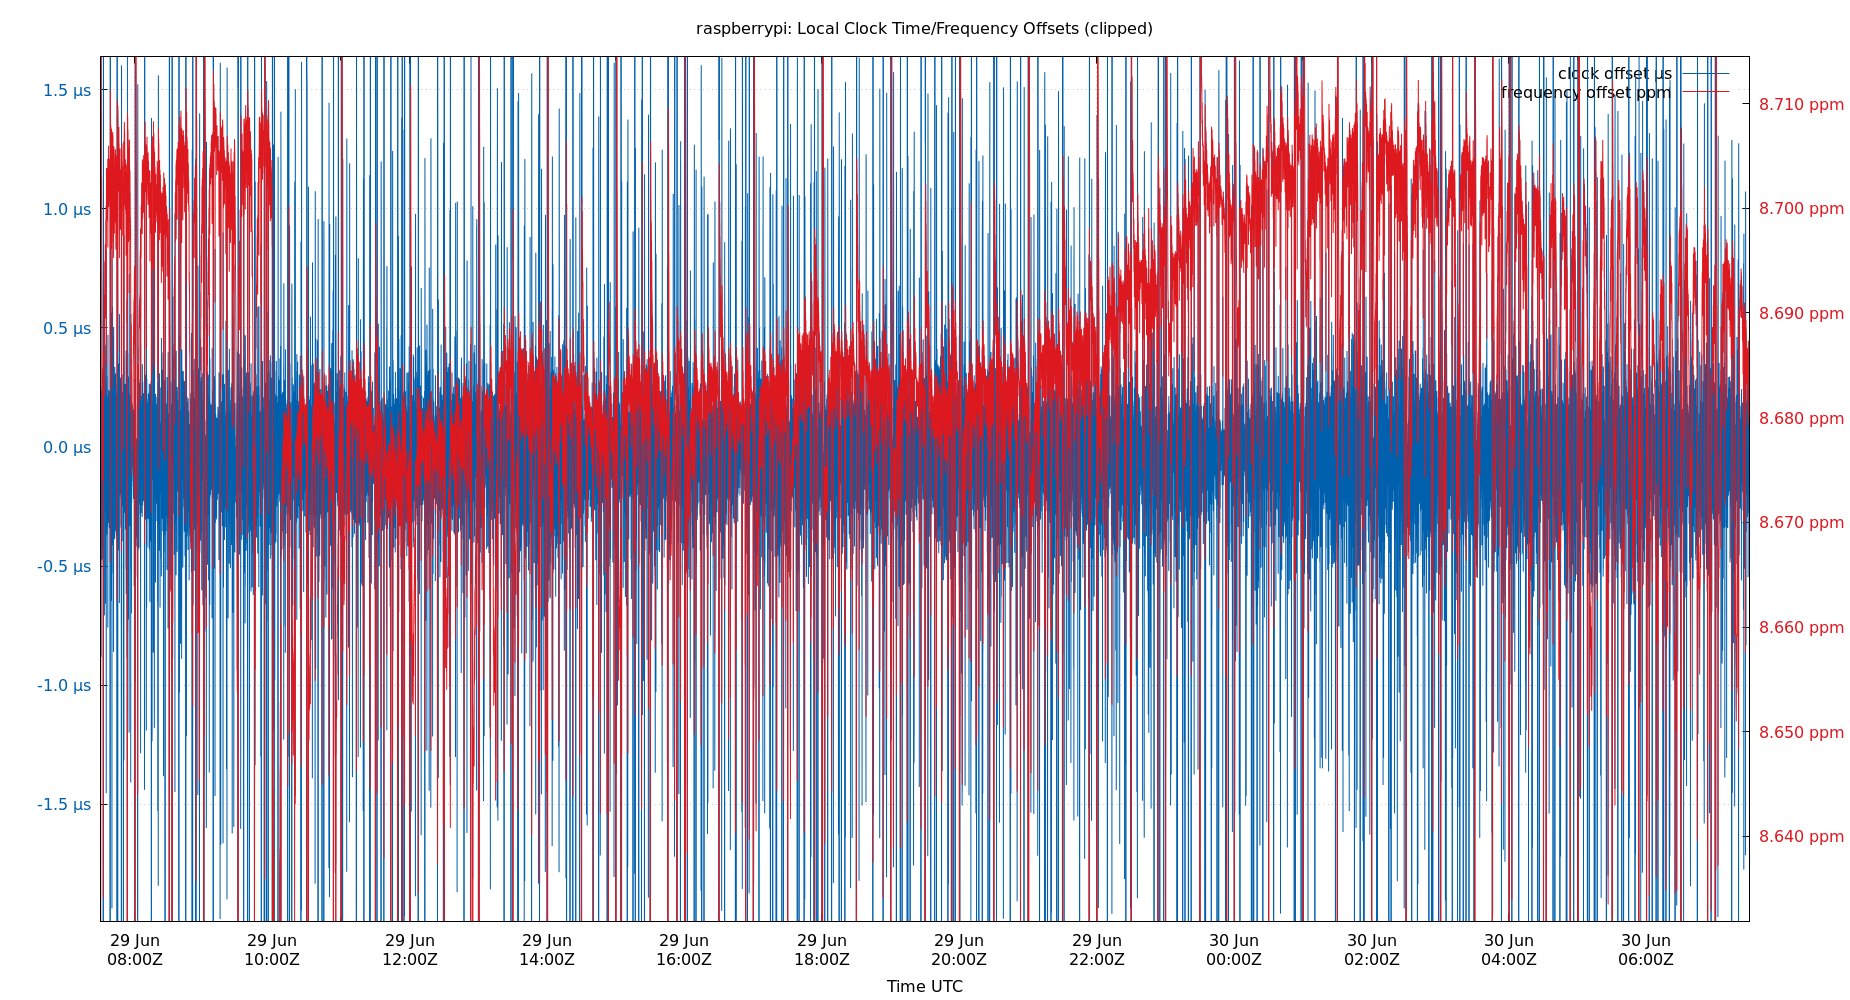 raspberrypi: Local Clock Time/Frequency Offsets (clipped)
clock offset µs
frequency offset ppm
1.5 µs
1.0 µs
0.5 µs
0.0 µs
-0.5 µs
-1.0 µs
-1.5 µs
8.710 ppm
8.700 ppm
8.690 ppm
8.680 ppm
8.670 ppm
8.660 ppm
8.650 ppm
8.640 ppm
29 Jun 29 Jun 29 Jun 29 Jun 29 Jun 29 Jun 29 Jun 29 Jun 30 Jun 30 Jun 30 Jun 30 Jun
08:00Z 10:00Z 12:00Z 14:00Z 16:00Z 18:00Z 20:00Z 22:00Z 00:00Z 02:00Z 04:00Z 06:00Z
Time UTC